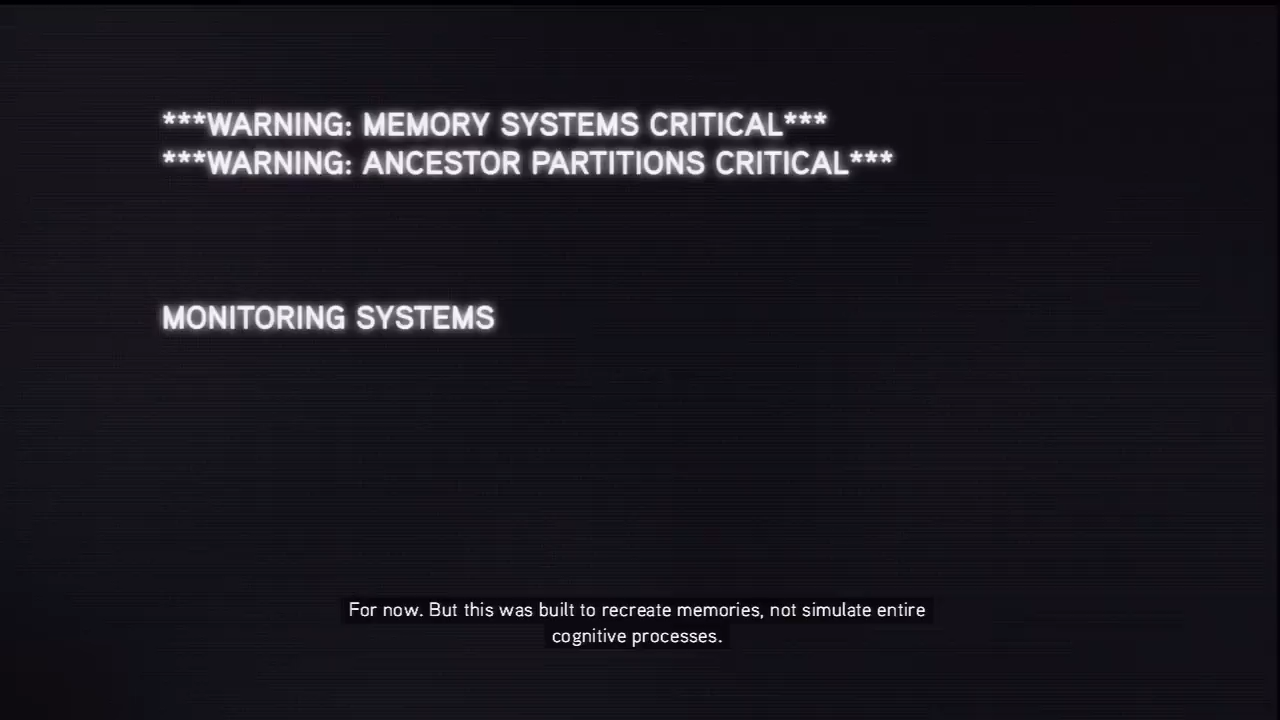 ***WARNING: MEMORY SYSTEMS CRITICAL***
***WARNING: ANCESTOR PARTITIONS CRITICAL***
MONITORING SYSTEMS
For now. But this was built to recreate memories, not simulate entire
cognitive processes.